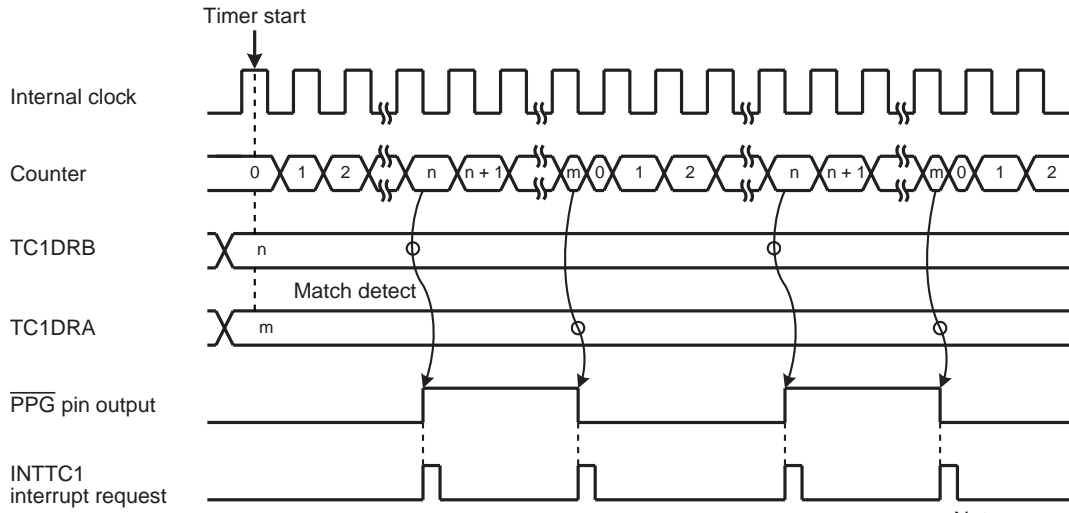 Timer start
Internal clock
Counter 0 1 2 n n + 1 m 0 1 2 n n + 1 m 0 1 2
TC1DRB n
Match detect
TC1DRA m
PPG pin output
INTTC1
interrupt request